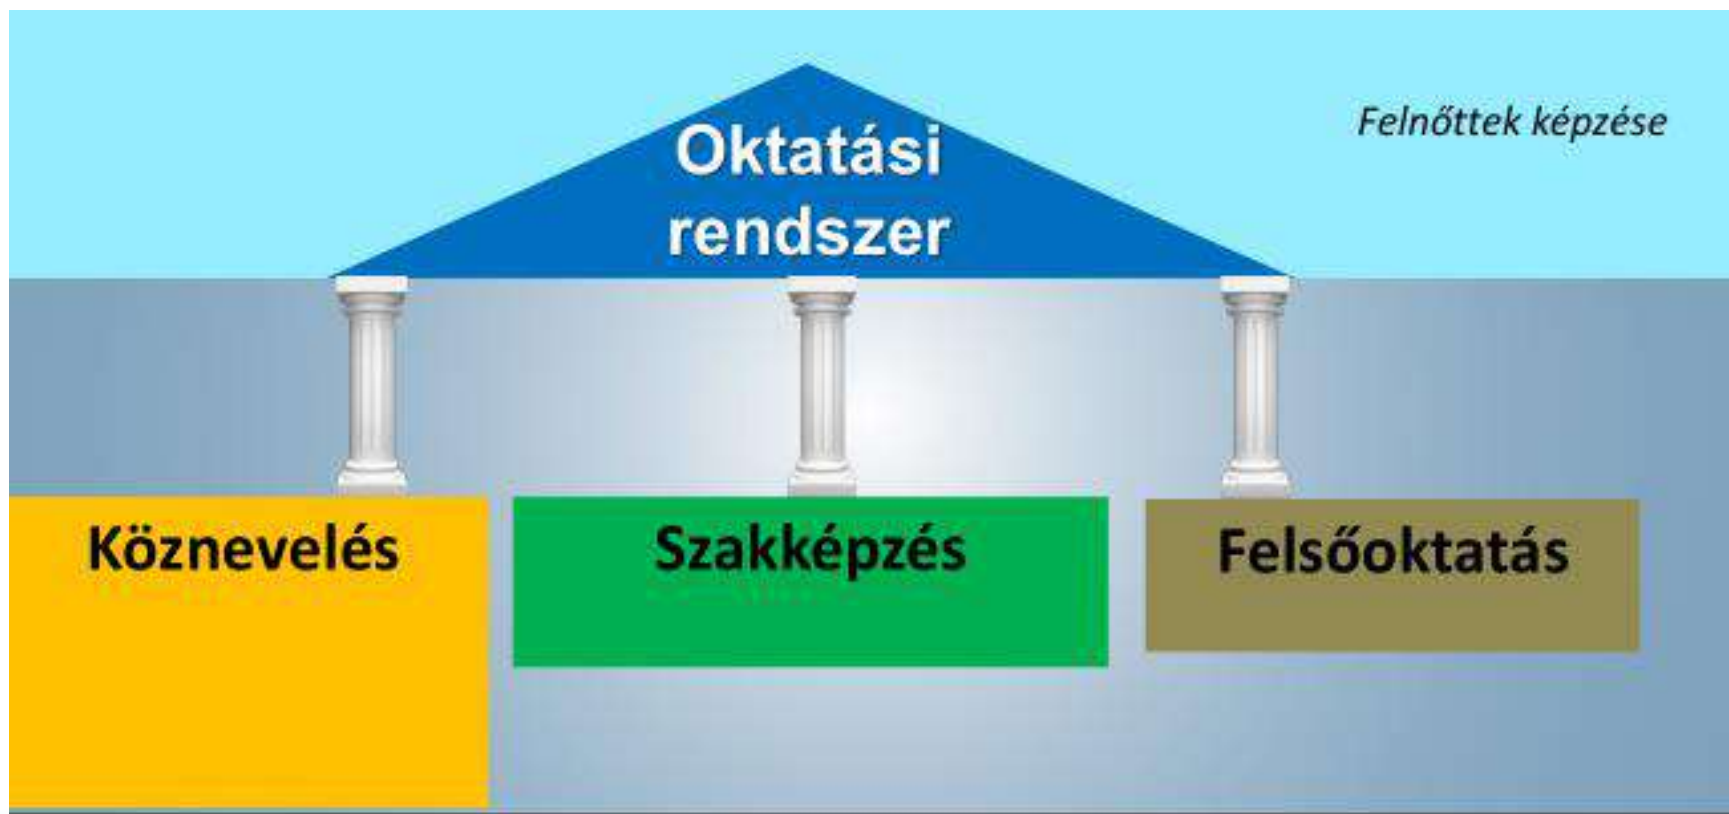 Felnőttek képzése
Oktatási
rendszer
Köznevelés
Szakképzés
Felsőoktatás